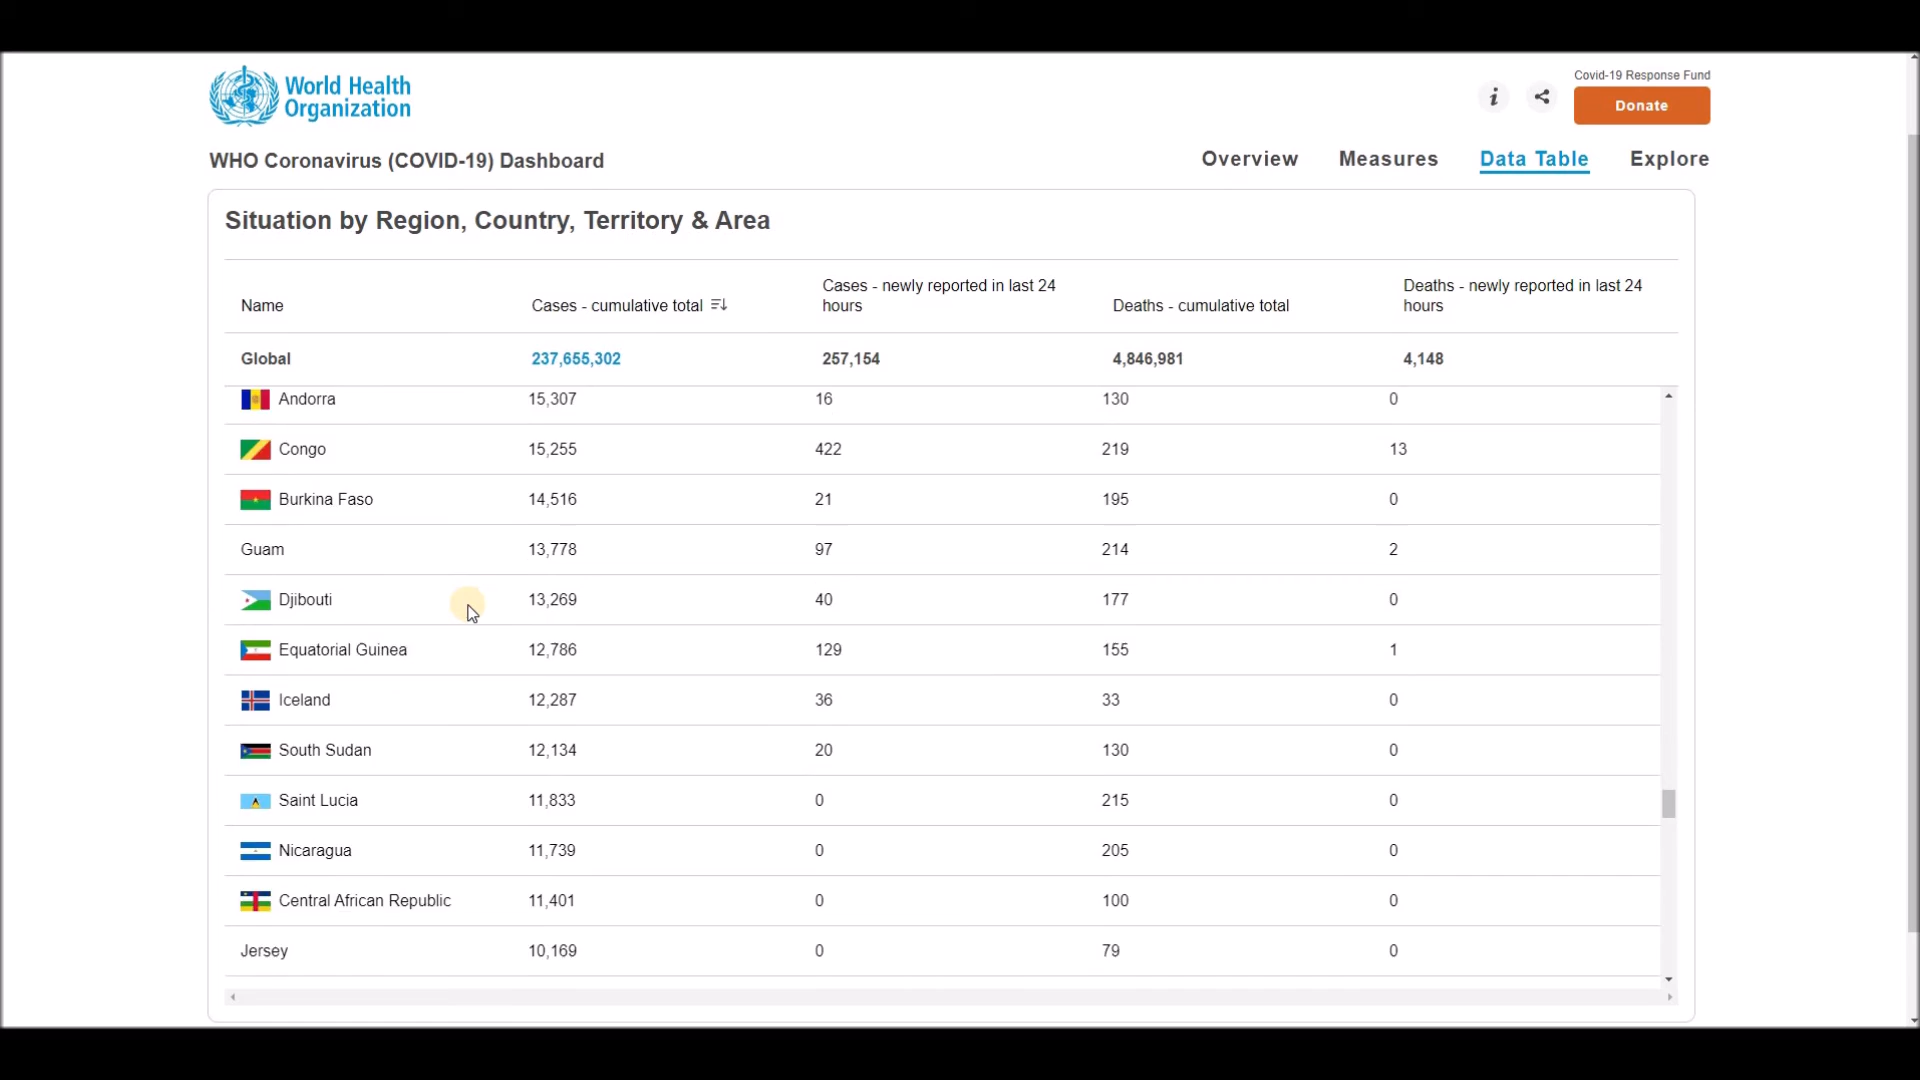 World Health
Organization
Covid-19 Response Fund
i
Donate
WHO Coronavirus (COVID-19) Dashboard
Overview Measures Data Table Explore
Situation by Region, Country, Territory & Area
Name Cases - cumulative total Cases - newly reported in last 24 hours Deaths - cumulative total Deaths - newly reported in last 24 hours
Global 237,655,302 257,154 4,846,981 4,148
Andorra 15,307 16 130 0
Congo 15,255 422 219 13
Burkina Faso 14,516 21 195 0
Guam 13,778 97 214 2
Djibouti 13,269 40 177 0
Equatorial Guinea 12,786 129 155 1
Iceland 12,287 36 33 0
South Sudan 12,134 20 130 0
Saint Lucia 11,833 0 215 0
Nicaragua 11,739 0 205 0
Central African Republic 11,401 0 100 0
Jersey 10,169 0 79 0